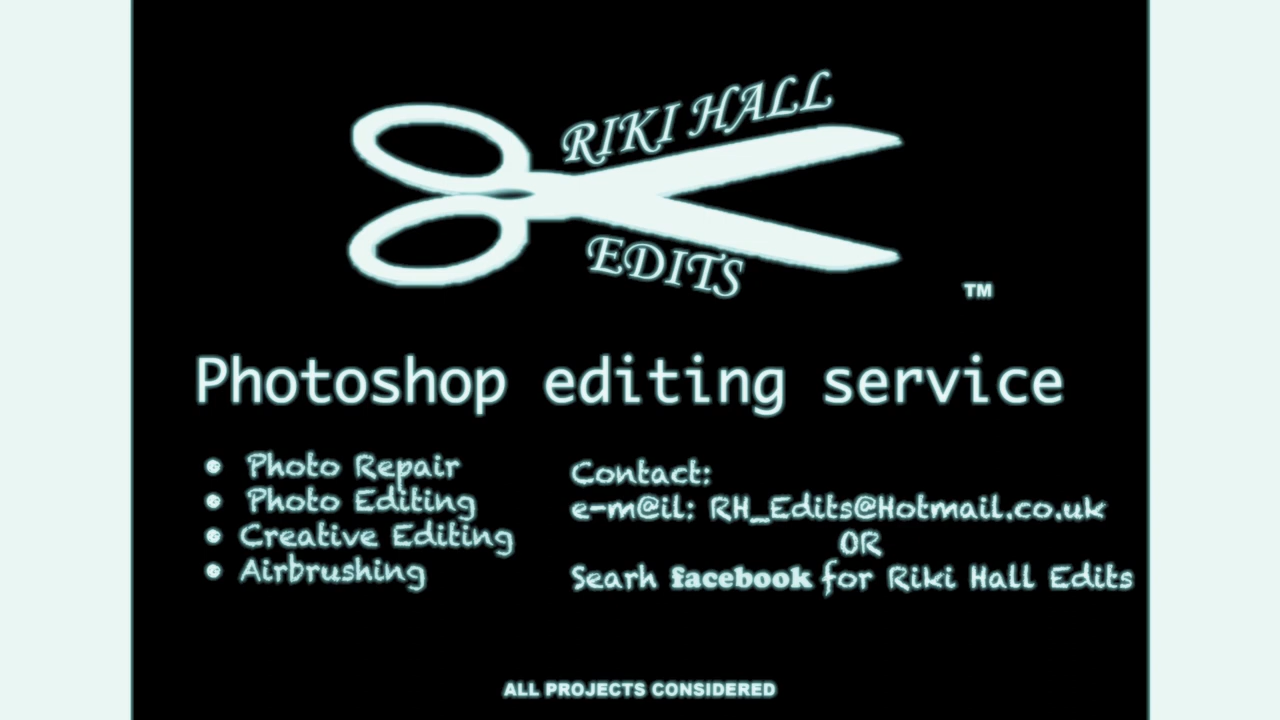 RIKI HALL
EDITS
TM
Photoshop editing service
• Photo Repair
• Photo Editing
• Creative Editing
• Airbrushing
Contact:
e-m@il: RH_Edits@Hotmail.co.uk
OR
Searh facebook for Riki Hall Edits
ALL PROJECTS CONSIDERED